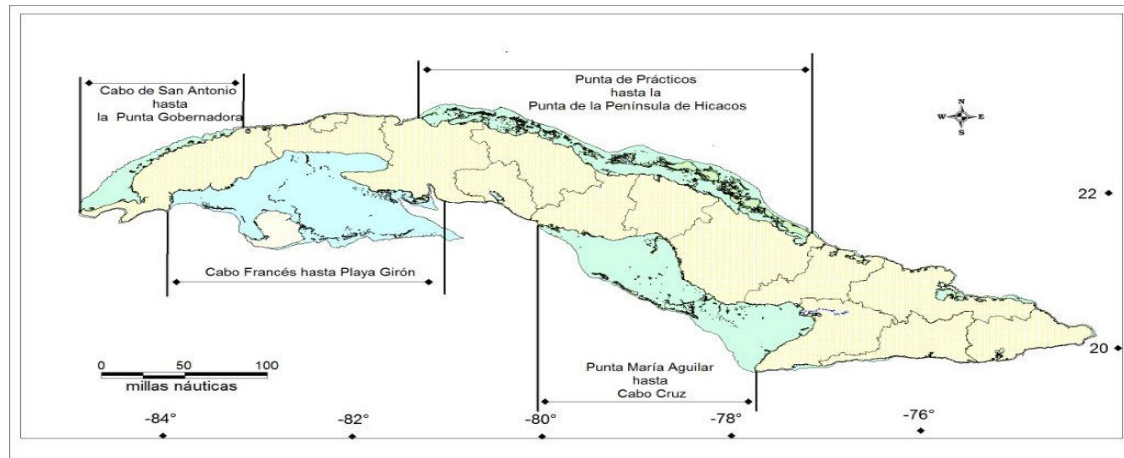 Cabo de San Antonio
hasta
la Punta Gobernadora
Punta de Prácticos
hasta la
Punta de la Península de Hicacos
N
W E
S
22
Cabo Francés hasta Playa Girón
20
0 50 100
millas náuticas
Punta María Aguilar
hasta
Cabo Cruz
-84° -82° -80° -78° -76°